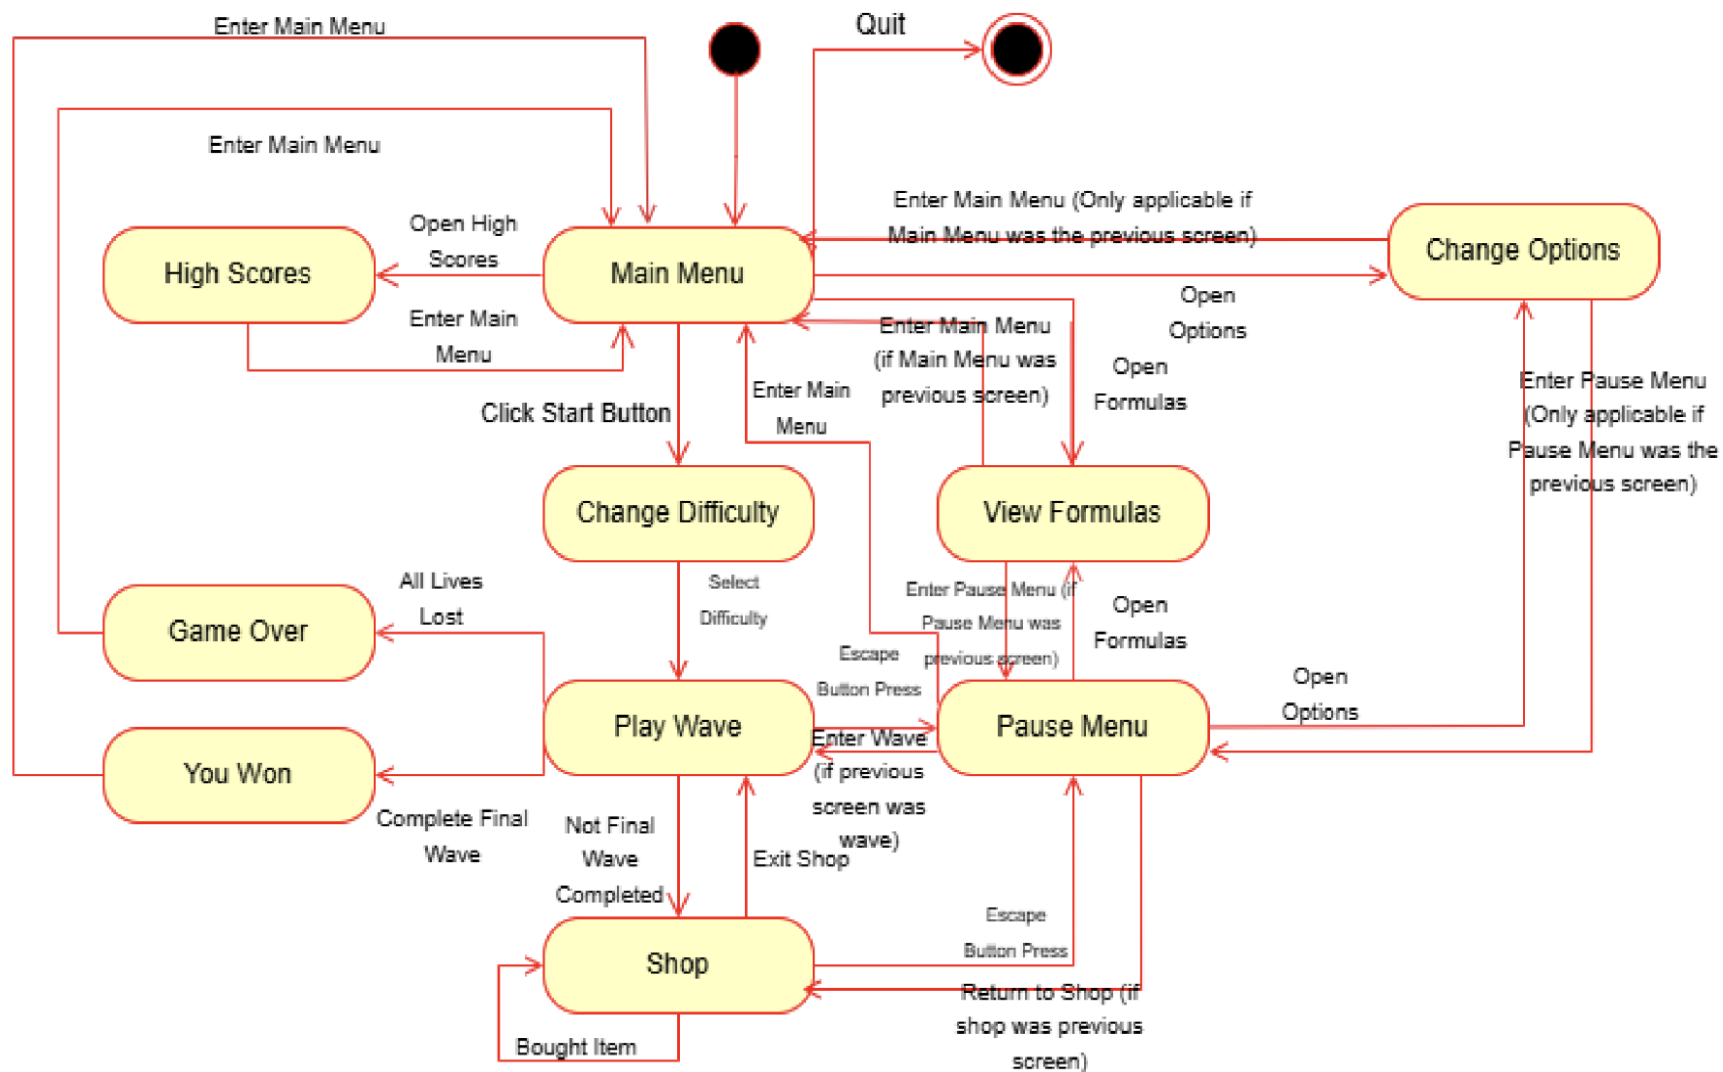 Enter Main Menu
Quit
Enter Main Menu
Enter Main Menu (Only applicable if
Main Menu was the previous screen)
Change Options
Open High
Scores
High Scores
Main Menu
Open
Options
Enter Main
Menu
Enter Main Menu
(if Main Menu was
previous screen)
Open
Formulas
Enter Main
Menu
Enter Pause Menu
(Only applicable if
Pause Menu was the
previous screen)
Click Start Button
Change Difficulty
View Formulas
Select
Difficulty
Enter Pause Menu (if
Pause Menu was
previous screen)
Open
Formulas
All Lives
Lost
Game Over
Escape
Button Press
Open
Options
Play Wave
Pause Menu
Enter Wave
(if previous
screen was
wave)
You Won
Complete Final
Wave
Not Final
Wave
Completed
Exit Shop
Escape
Button Press
Shop
Return to Shop (if
shop was previous
screen)
Bought Item